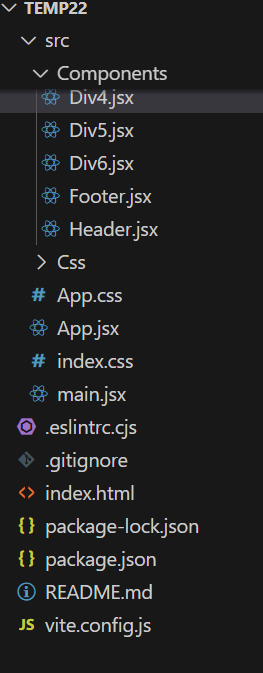 TEMP22
src
Components
Div4.jsx
Div5.jsx
Div6.jsx
Footer.jsx
Header.jsx
Css
# App.css
App.jsx
# index.css
main.jsx
.eslintrc.cjs
.gitignore
<> index.html
{} package-lock.json
{} package.json
README.md
JS vite.config.js